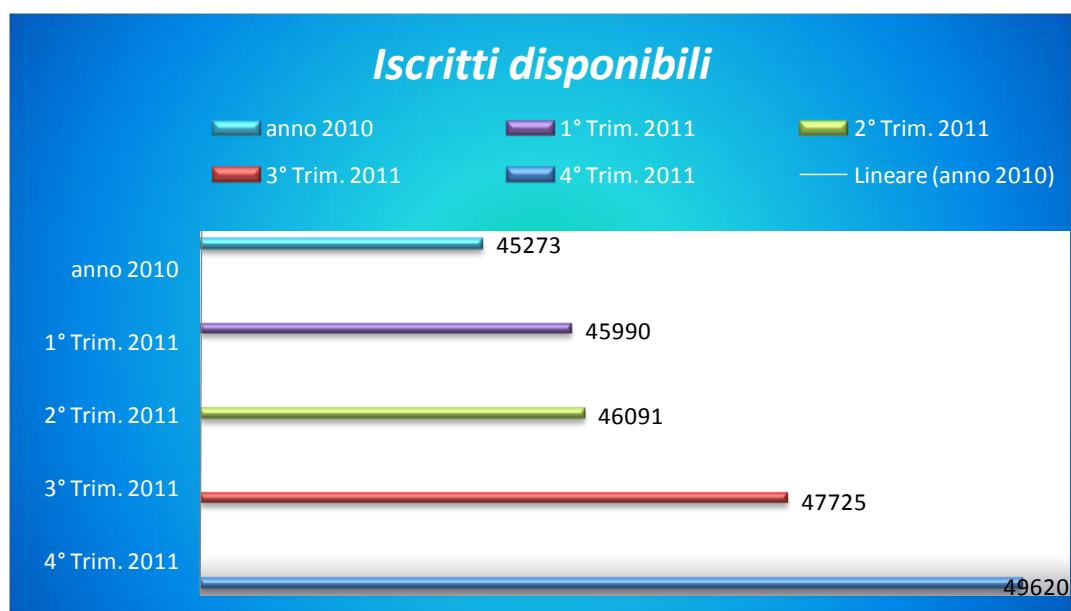 Iscritti disponibili
anno 2010 1° Trim. 2011 2° Trim. 2011
3° Trim. 2011 4° Trim. 2011 Lineare (anno 2010)
45273
anno 2010
45990
1° Trim. 2011
46091
2° Trim. 2011
3° Trim. 2011
47725
4° Trim. 2011
49620